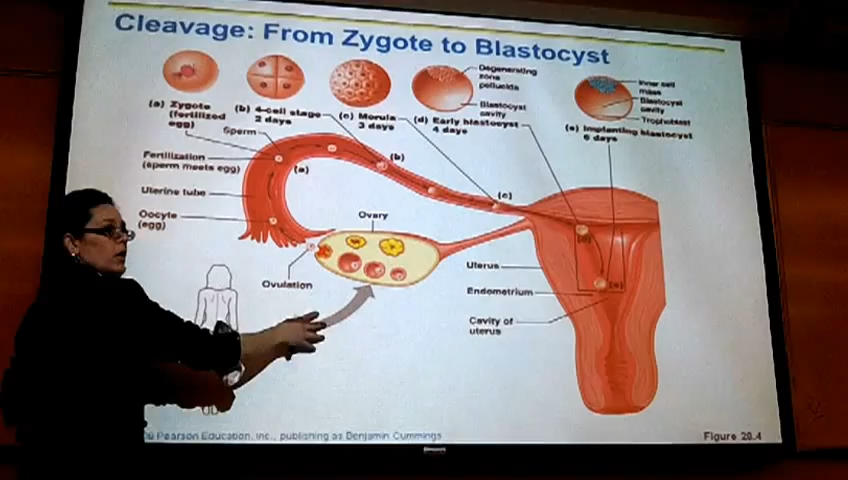 Cleavage: From Zygote to Blastocyst
Degenerating
zona
pellucida
Blastocyst
cavity
Inner cell
mass
Blastocyst
cavity
Trophoblast
(a) Zygote
(fertilized
egg)
(b) 4-cell stage
2 days
(c) Morula
3 days
(d) Early blastocyst
4 days
(e) Implanting blastocyst
6 days
Sperm
Fertilization
(sperm meets egg)
(a)
(b)
(c)
Uterine tube
Oocyte
(egg)
Ovary
Ovulation
(d)
(e)
Uterus
Endometrium
Cavity of
uterus
Pearson Education, Inc., publishing as Benjamin Cummings
Figure 28.4